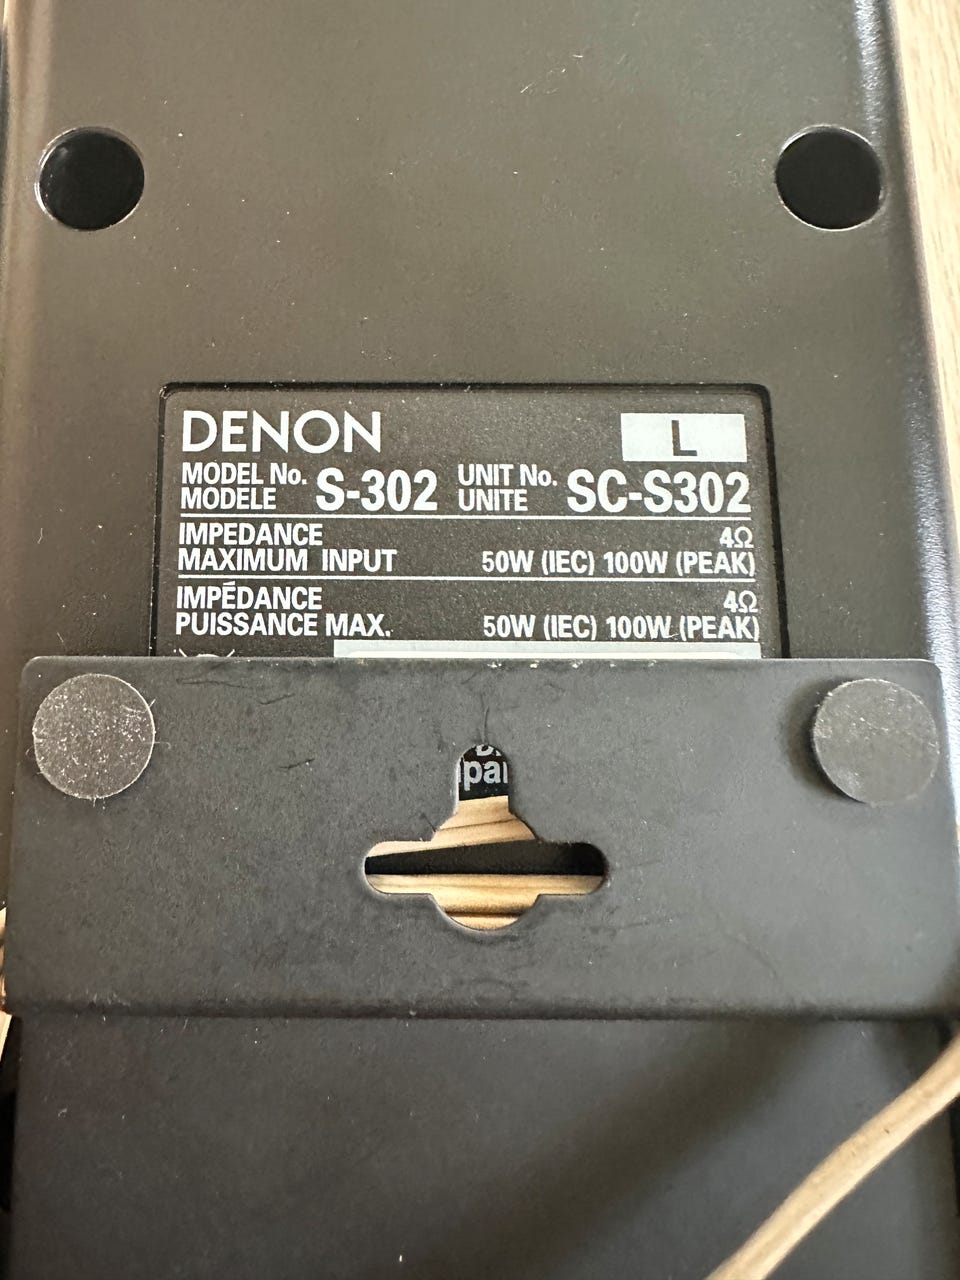 DENON L
MODEL No. S-302 UNIT No. SC-S302
MODELE UNITE
IMPEDANCE 4Ω
MAXIMUM INPUT 50W (IEC) 100W (PEAK)
IMPÉDANCE 4Ω
PUISSANCE MAX. 50W (IEC) 100W (PEAK)